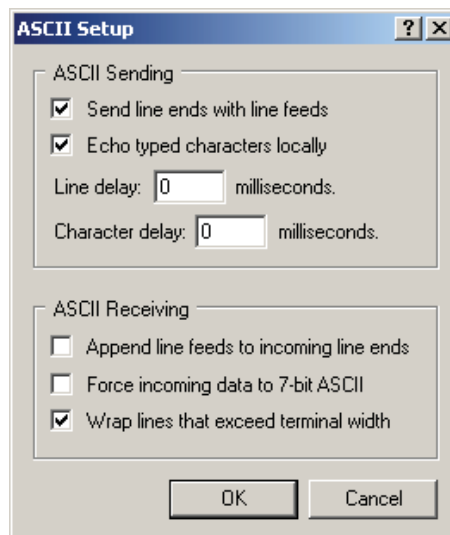 ASCII Setup ? X
ASCII Sending
Send line ends with line feeds
Echo typed characters locally
Line delay: 0 milliseconds.
Character delay: 0 milliseconds.
ASCII Receiving
Append line feeds to incoming line ends
Force incoming data to 7-bit ASCII
Wrap lines that exceed terminal width
OK Cancel